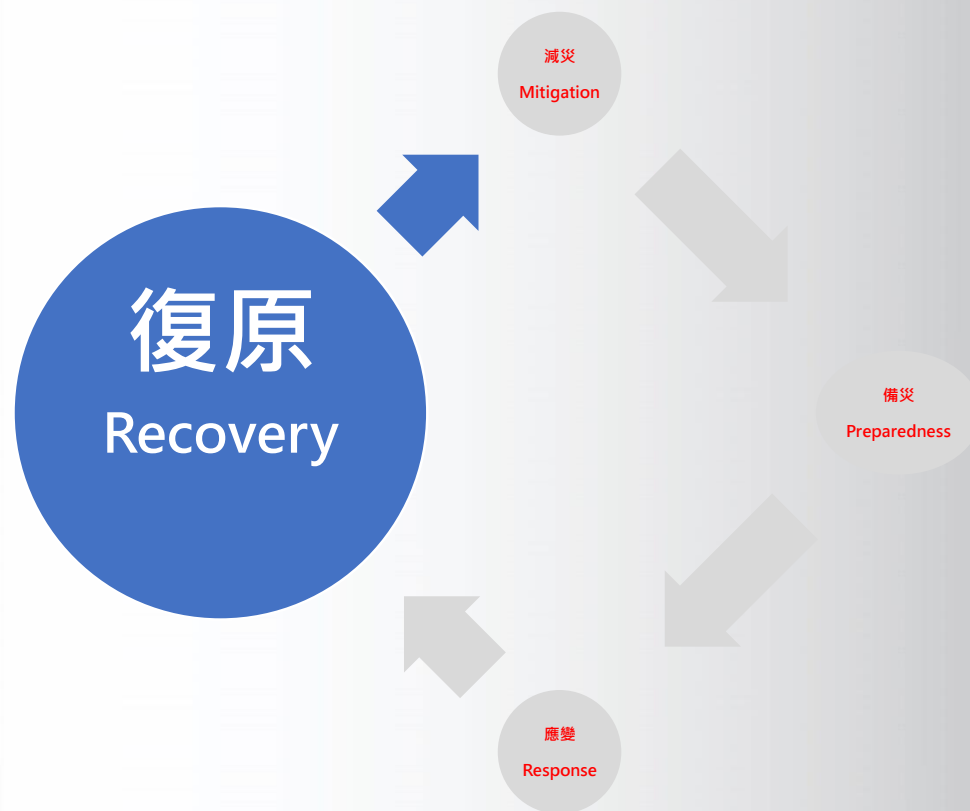 減災
Mitigation
復原
Recovery
備災
Preparedness
應變
Response